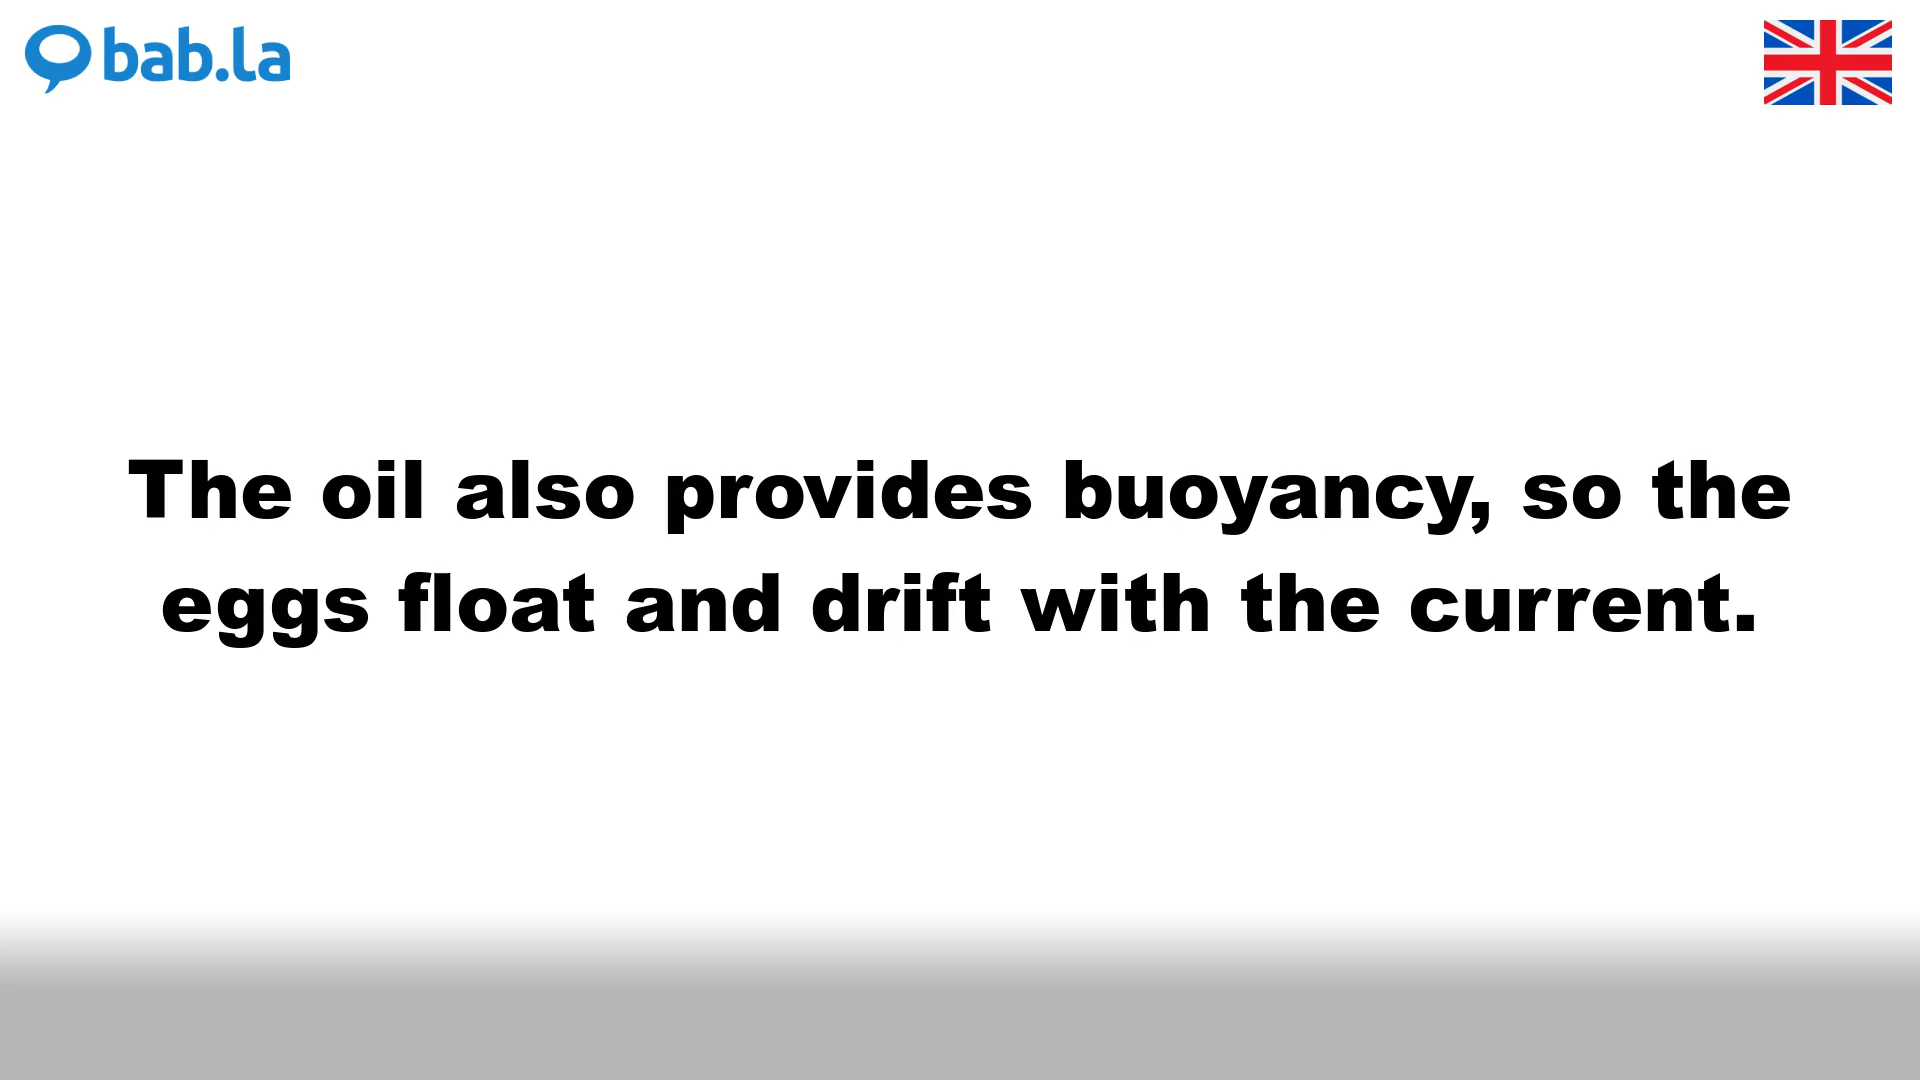 bab.la
The oil also provides buoyancy, so the
eggs float and drift with the current.